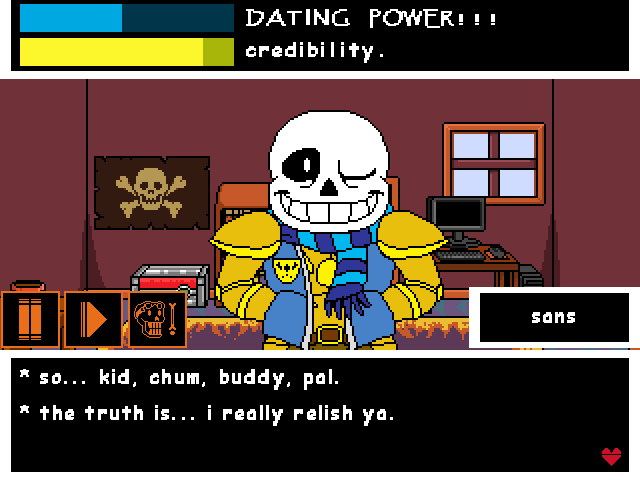 DATING POWER!!!
credibility.
sans
* so... kid, chum, buddy, pal.
* the truth is... i really relish ya.